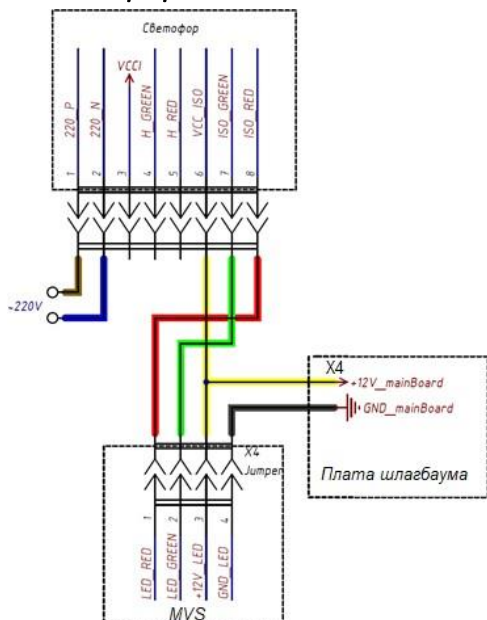 Светофор
VCCI
220_P
220_N
H_GREEN
H_RED
VCC_ISO
ISO_GREEN
ISO_RED
1
2
3
4
5
6
7
8
~220V
X4
+12V_mainBoard
GND_mainBoard
Плата шлагбаума
X4
Jumper
1
2
3
4
LED_RED
LED_GREEN
+12V_LED
GND_LED
MVS